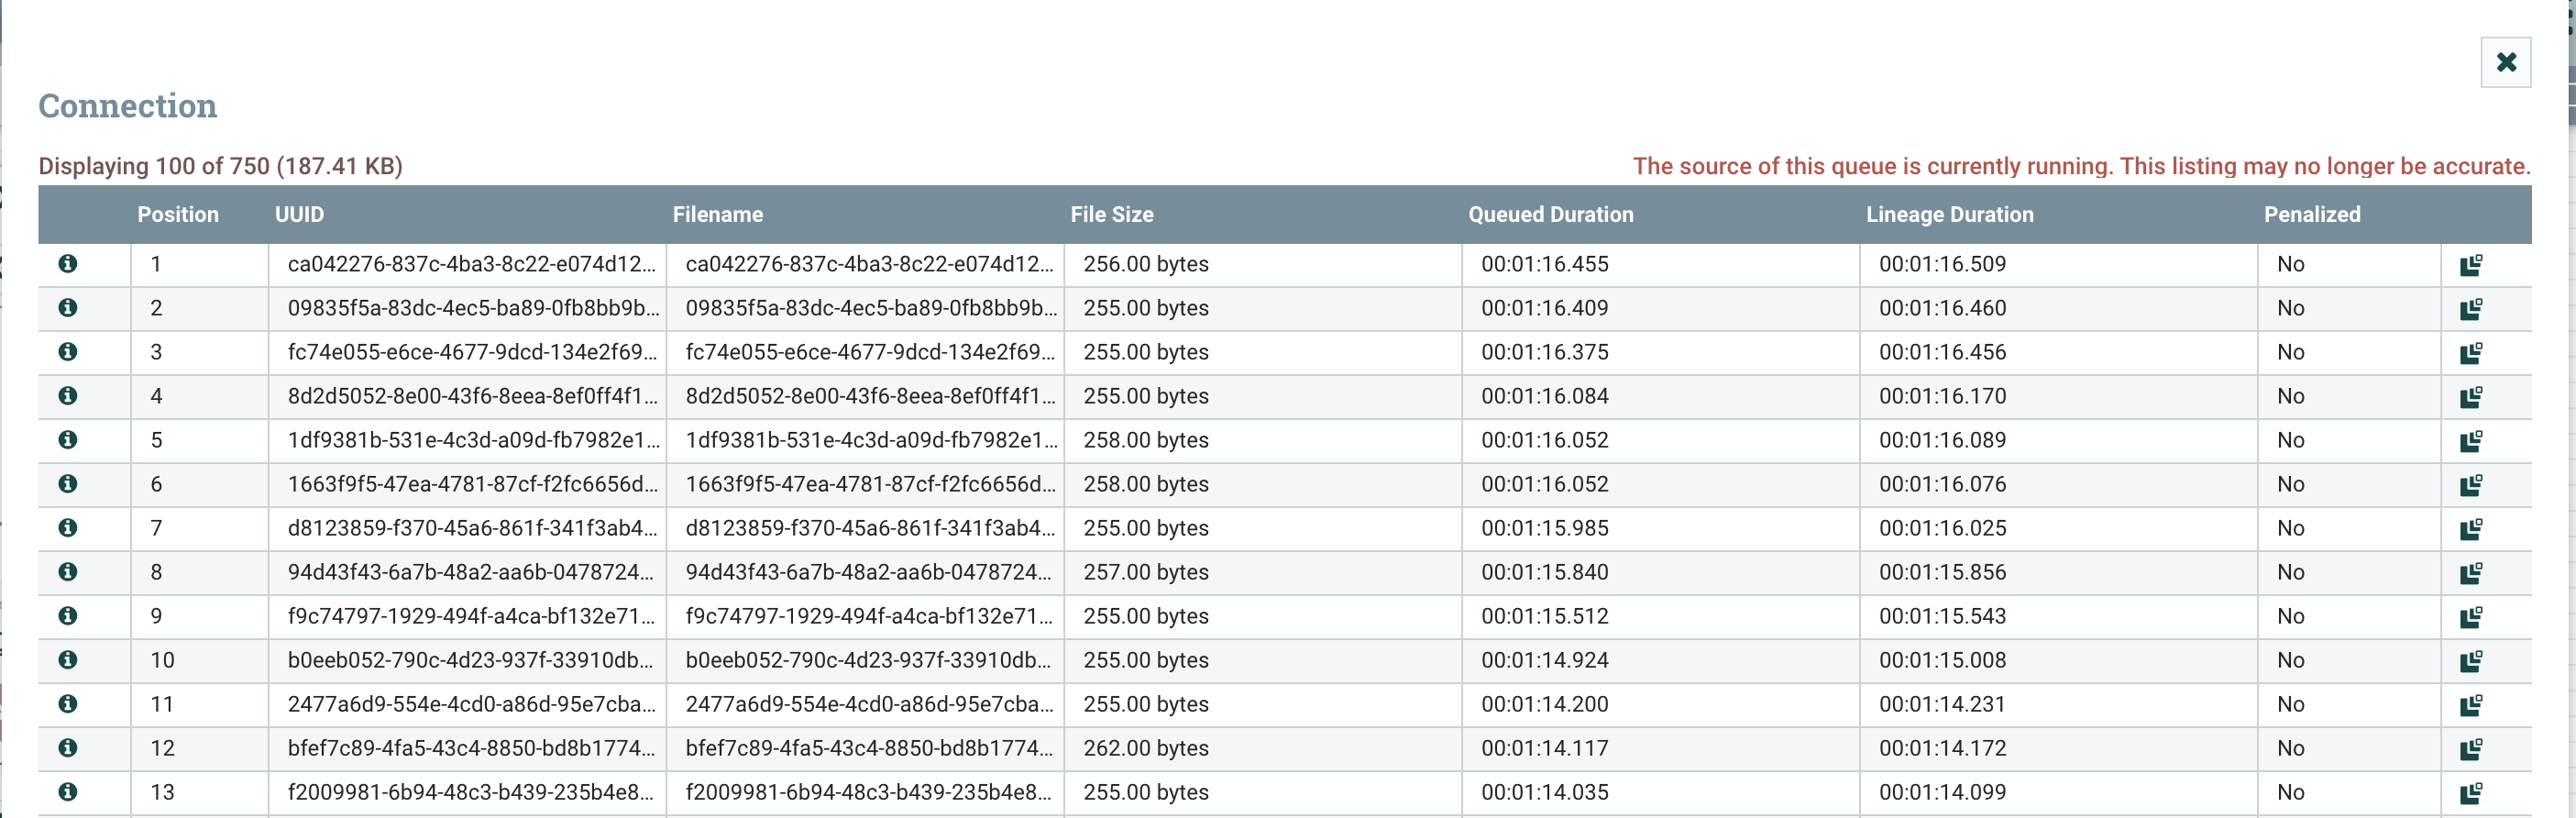 Connection
Displaying 100 of 750 (187.41 KB) The source of this queue is currently running. This listing may no longer be accurate.
Position UUID Filename File Size Queued Duration Lineage Duration Penalized
1 ca042276-837c-4ba3-8c22-e074d12... ca042276-837c-4ba3-8c22-e074d12... 256.00 bytes 00:01:16.455 00:01:16.509 No
2 09835f5a-83dc-4ec5-ba89-0fb8bb9b... 09835f5a-83dc-4ec5-ba89-0fb8bb9b... 255.00 bytes 00:01:16.409 00:01:16.460 No
3 fc74e055-e6ce-4677-9dcd-134e2f69... fc74e055-e6ce-4677-9dcd-134e2f69... 255.00 bytes 00:01:16.375 00:01:16.456 No
4 8d2d5052-8e00-43f6-8eea-8ef0ff4f1... 8d2d5052-8e00-43f6-8eea-8ef0ff4f1... 255.00 bytes 00:01:16.084 00:01:16.170 No
5 1df9381b-531e-4c3d-a09d-fb7982e1... 1df9381b-531e-4c3d-a09d-fb7982e1... 258.00 bytes 00:01:16.052 00:01:16.089 No
6 1663f9f5-47ea-4781-87cf-f2fc6656d... 1663f9f5-47ea-4781-87cf-f2fc6656d... 258.00 bytes 00:01:16.052 00:01:16.076 No
7 d8123859-f370-45a6-861f-341f3ab4... d8123859-f370-45a6-861f-341f3ab4... 255.00 bytes 00:01:15.985 00:01:16.025 No
8 94d43f43-6a7b-48a2-aa6b-0478724... 94d43f43-6a7b-48a2-aa6b-0478724... 257.00 bytes 00:01:15.840 00:01:15.856 No
9 f9c74797-1929-494f-a4ca-bf132e71... f9c74797-1929-494f-a4ca-bf132e71... 255.00 bytes 00:01:15.512 00:01:15.543 No
10 b0eeb052-790c-4d23-937f-33910db... b0eeb052-790c-4d23-937f-33910db... 255.00 bytes 00:01:14.924 00:01:15.008 No
11 2477a6d9-554e-4cd0-a86d-95e7cba... 2477a6d9-554e-4cd0-a86d-95e7cba... 255.00 bytes 00:01:14.200 00:01:14.231 No
12 bfef7c89-4fa5-43c4-8850-bd8b1774... bfef7c89-4fa5-43c4-8850-bd8b1774... 262.00 bytes 00:01:14.117 00:01:14.172 No
13 f2009981-6b94-48c3-b439-235b4e8... f2009981-6b94-48c3-b439-235b4e8... 255.00 bytes 00:01:14.035 00:01:14.099 No